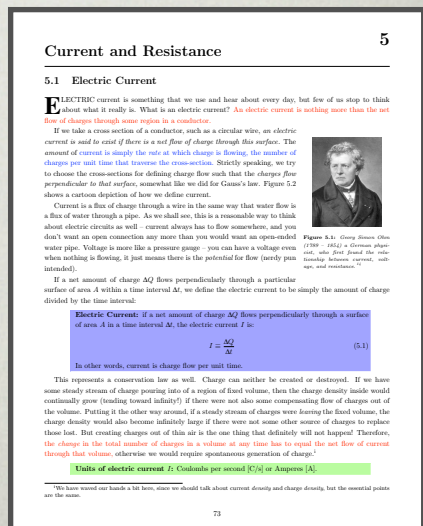 5
Current and Resistance
5.1 Electric Current
ELECTRIC current is something that we use and hear about every day, but few of us stop to think
about what it really is. What is an electric current? An electric current is nothing more than the net
flow of charges through some region in a conductor.
If we take a cross section of a conductor, such as a circular wire, an electric
current is said to exist if there is a net flow of charge through this surface. The
amount of current is simply the rate at which charge is flowing, the number of
charges per unit time that traverse the cross-section. Strictly speaking, we try
to choose the cross-sections for defining charge flow such that the charges flow
perpendicular to that surface, somewhat like we did for Gauss's law. Figure 5.2
shows a cartoon depiction of how we define current.
Current is a flux of charge through a wire in the same way that water flow is
a flux of water through a pipe. As we shall see, this is a reasonable way to think
about electric circuits as well – current always has to flow somewhere, and you
don't want an open connection any more than you would want an open-ended
water pipe. Voltage is more like a pressure gauge – you can have a voltage even
when nothing is flowing, it just means there is the potential for flow (nerdy pun
intended).
Figure 5.1: Georg Simon Ohm
(1789 – 1854) a German physi-
cist, who first found the rela-
tionship between current, volt-
age, and resistance.
If a net amount of charge ΔQ flows perpendicularly through a particular
surface of area A within a time interval Δt, we define the electric current to be simply the amount of charge
divided by the time interval:
Electric Current: if a net amount of charge ΔQ flows perpendicularly through a surface
of area A in a time interval Δt, the electric current I is:
I ≡ ΔQ/Δt (5.1)
In other words, current is charge flow per unit time.
This represents a conservation law as well. Charge can neither be created or destroyed. If we have
some steady stream of charge pouring into a region of fixed volume, then the charge density inside would
continually grow (tending toward infinity!) if there were not also some compensating flow of charges out of
the volume. Putting it the other way around, if a steady stream of charges were leaving the fixed volume, the
charge density would also become infinitely large if there were not some other source of charges to replace
those lost. But creating charges out of thin air is the one thing that definitely will not happen! Therefore,
the change in the total number of charges in a volume at any time has to equal the net flow of current
through that volume, otherwise we would require spontaneous generation of charge.¹
Units of electric current I: Coulombs per second [C/s] or Amperes [A].
¹We have waved our hands a bit here, since we should talk about current density and charge density, but the essential points
are the same.
73